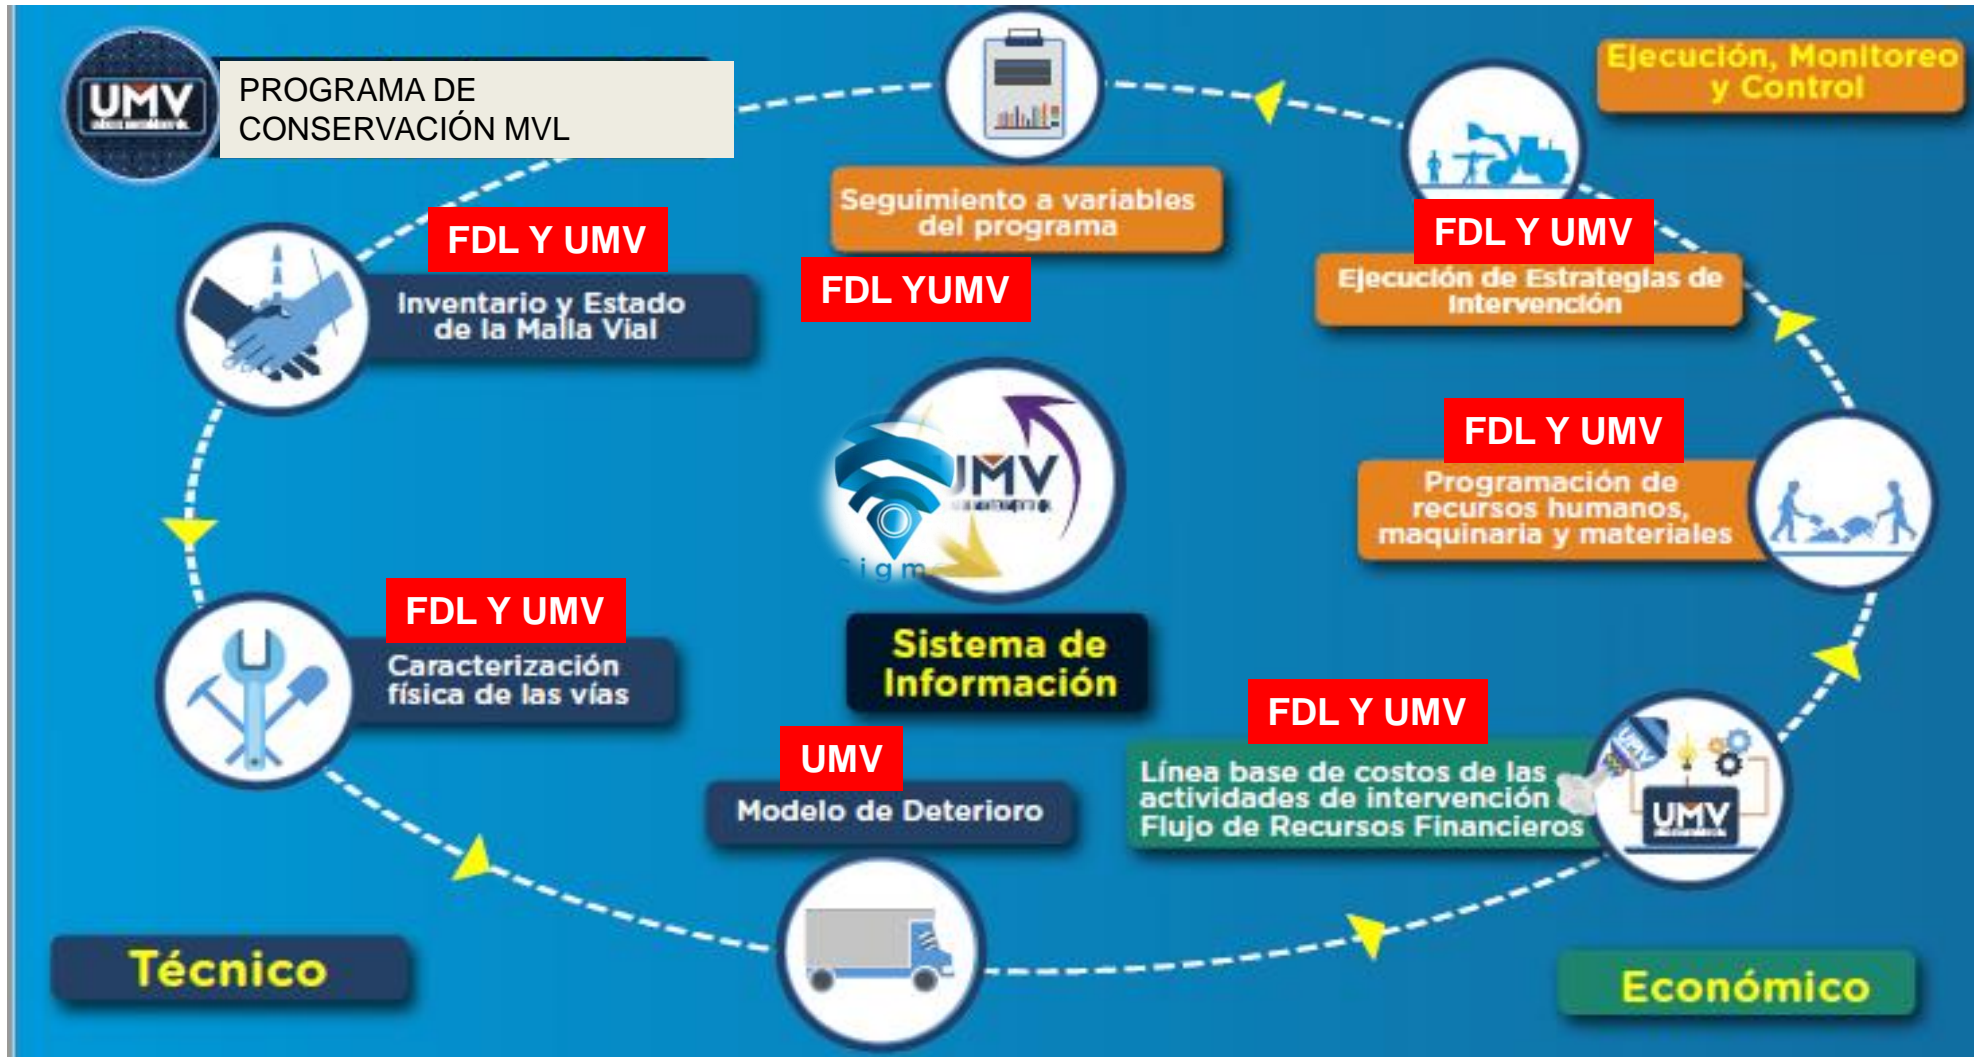 UMV
PROGRAMA DE
CONSERVACIÓN MVL
Ejecución, Monitoreo
y Control
Seguimiento a variables
del programa
FDL YUMV
FDL Y UMV
Ejecución de Estrategias de
Intervención
FDL Y UMV
Inventario y Estado
de la Malla Vial
UMV
Sigm
FDL Y UMV
Programación de
recursos humanos,
maquinaria y materiales
FDL Y UMV
Caracterización
física de las vías
Sistema de
Información
UMV
Modelo de Deterioro
FDL Y UMV
Línea base de costos de las
actividades de intervención
Flujo de Recursos Financieros
UMV
UMV
Técnico
Económico